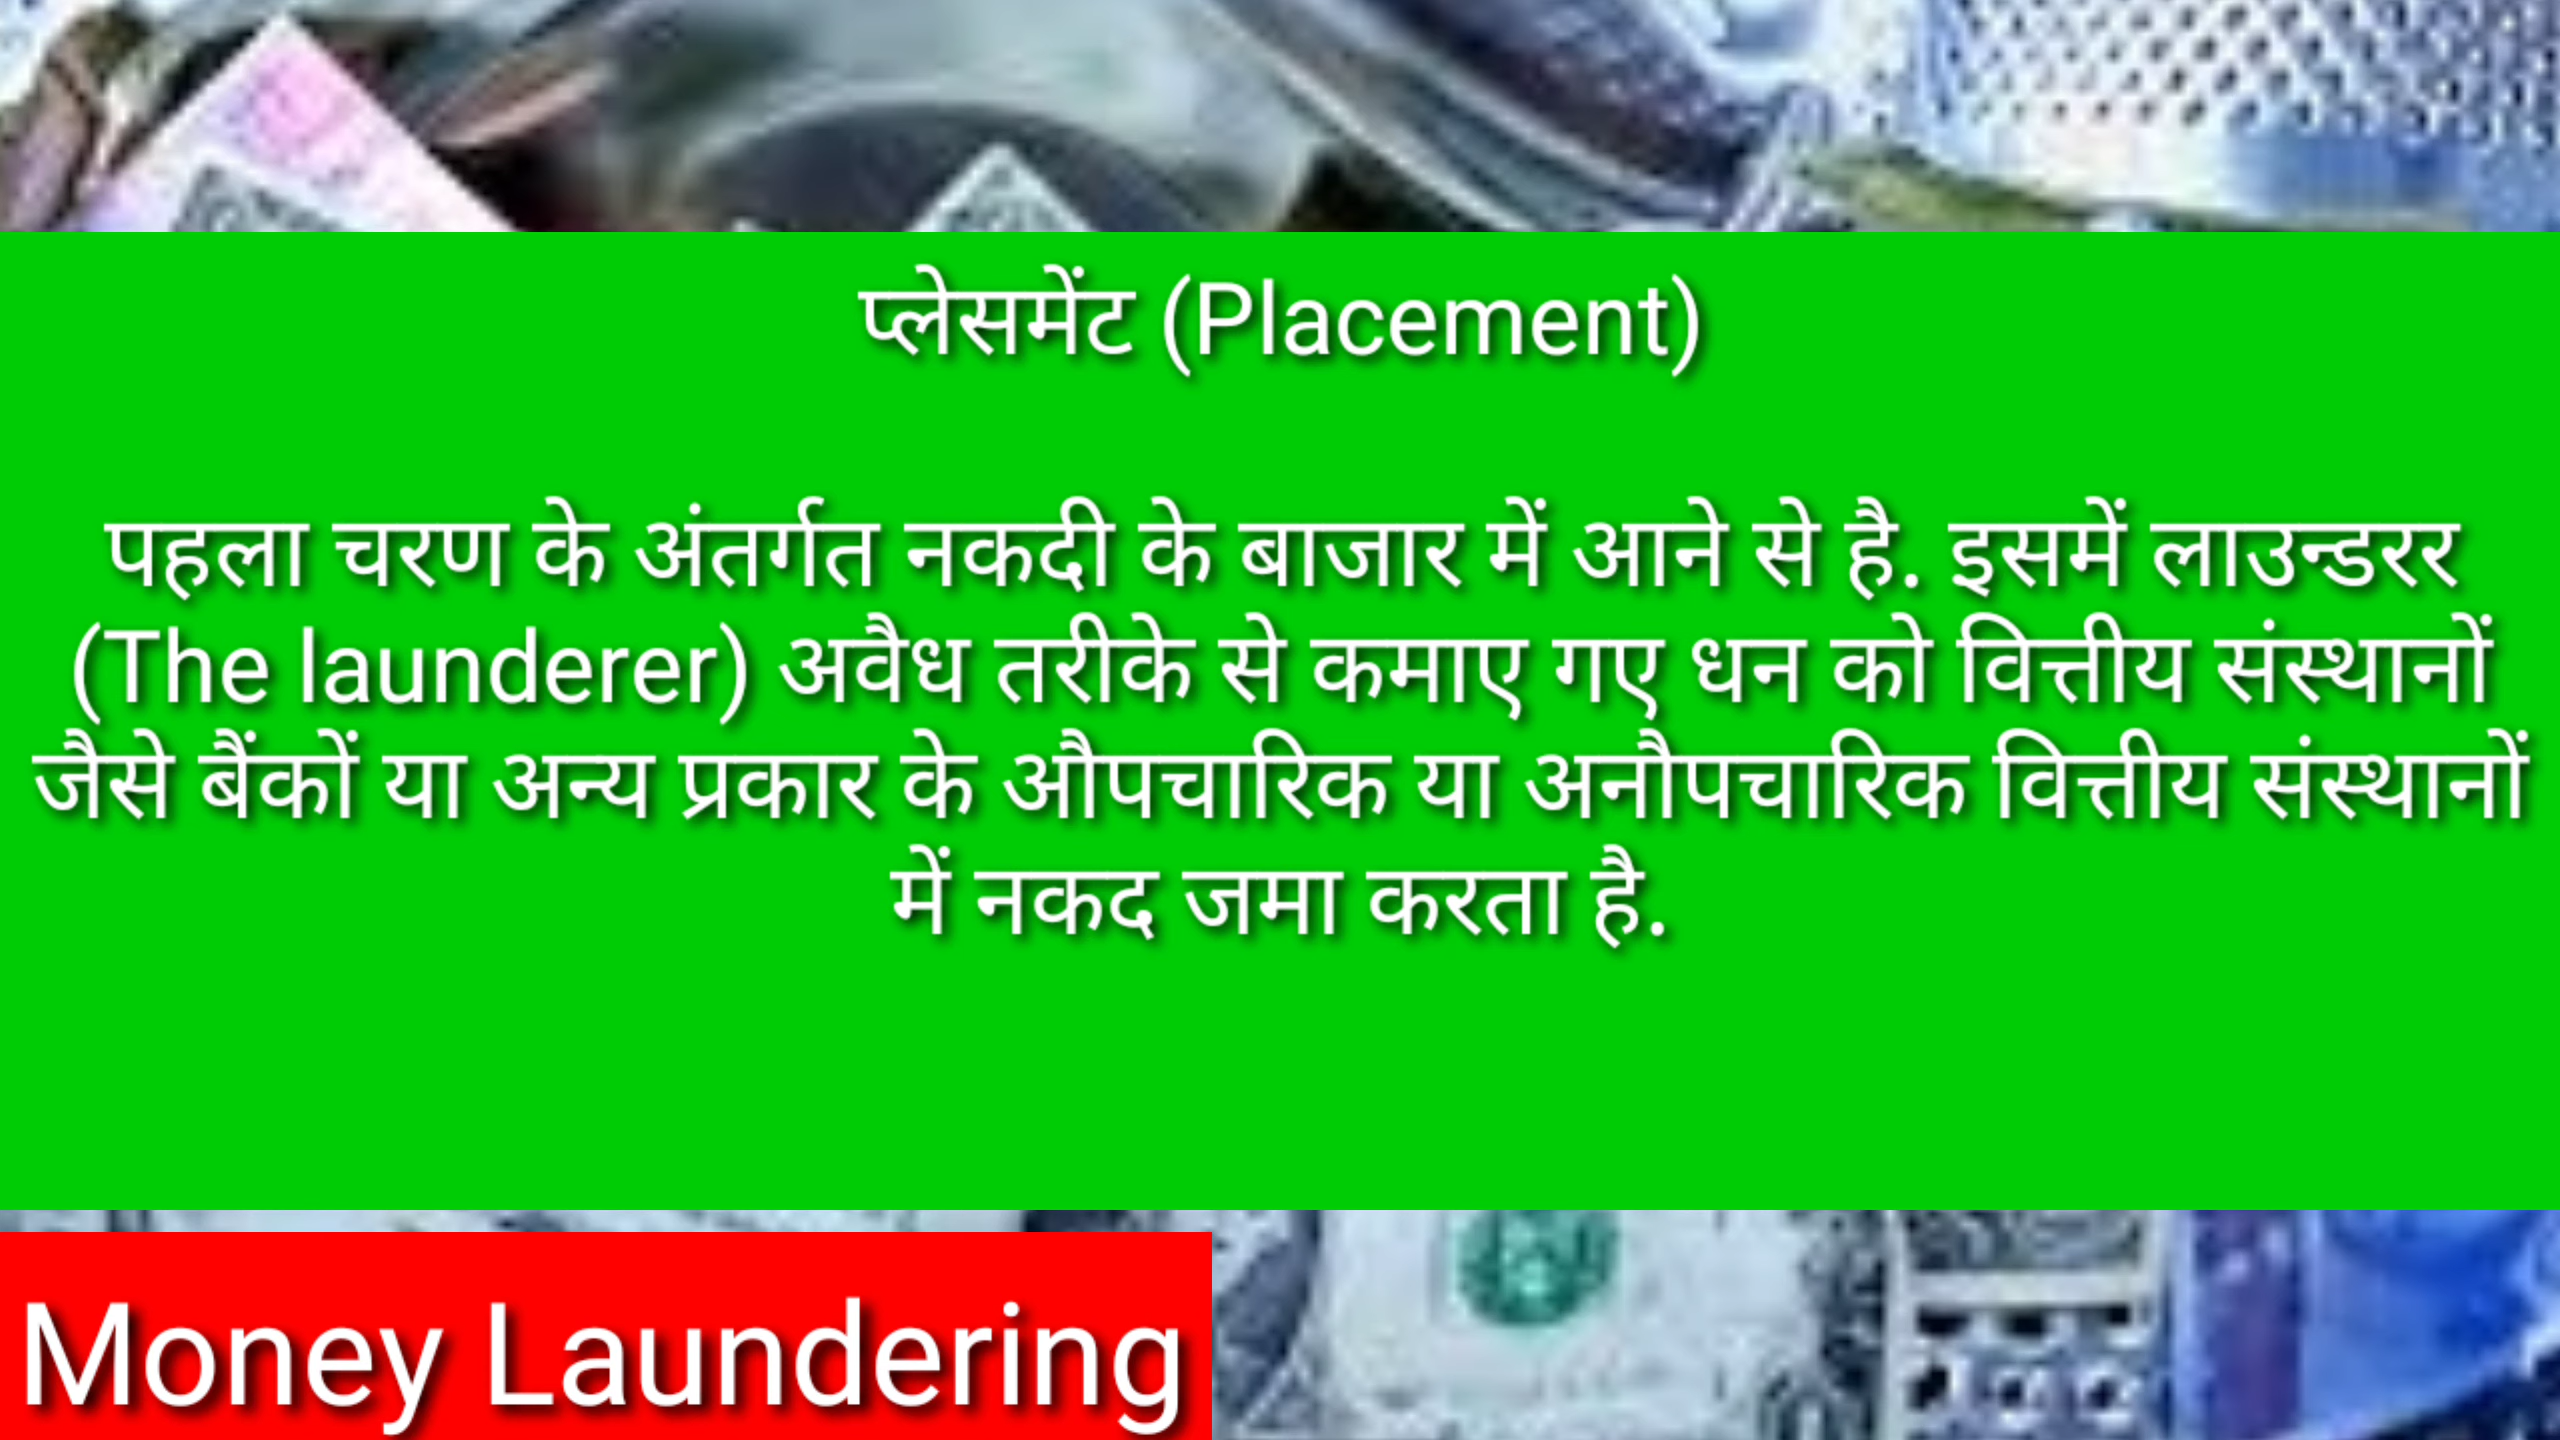 प्लेसमेंट (Placement)
पहला चरण के अंतर्गत नकदी के बाजार में आने से है. इसमें लाउन्डरर
(The launderer) अवैध तरीके से कमाए गए धन को वित्तीय संस्थानों
जैसे बैंकों या अन्य प्रकार के औपचारिक या अनौपचारिक वित्तीय संस्थानों
में नकद जमा करता है.
Money Laundering